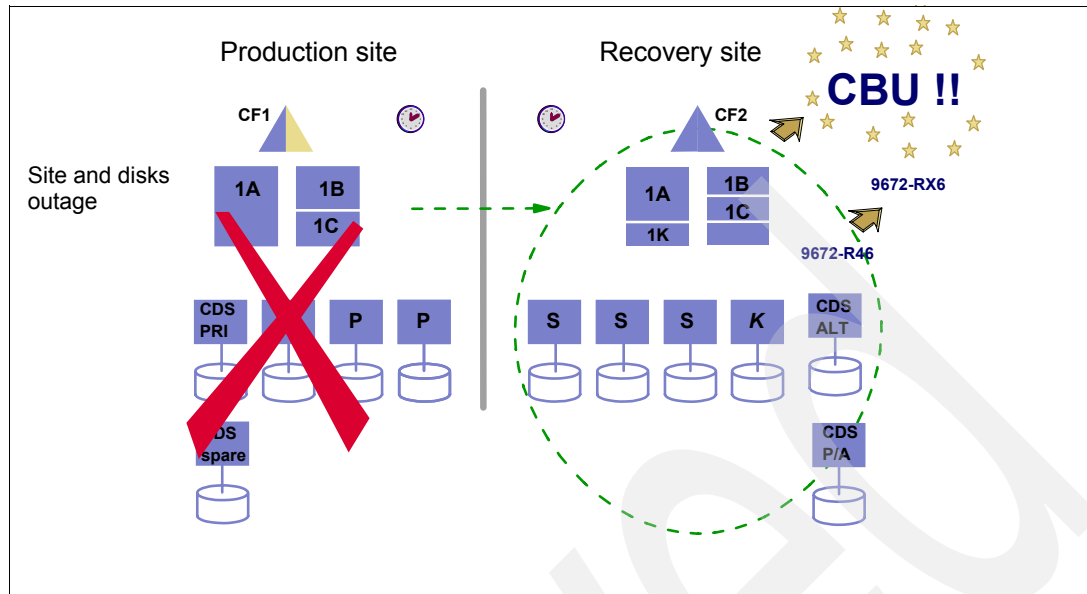 Production site
Recovery site
CBU !!
CF1
CF2
Site and disks
outage
1A
1B
1C
1A
1K
1B
1C
9672-RX6
9672-R46
CDS
PRI
P
P
S
S
S
K
CDS
ALT
CDS
spare
CDS
P/A